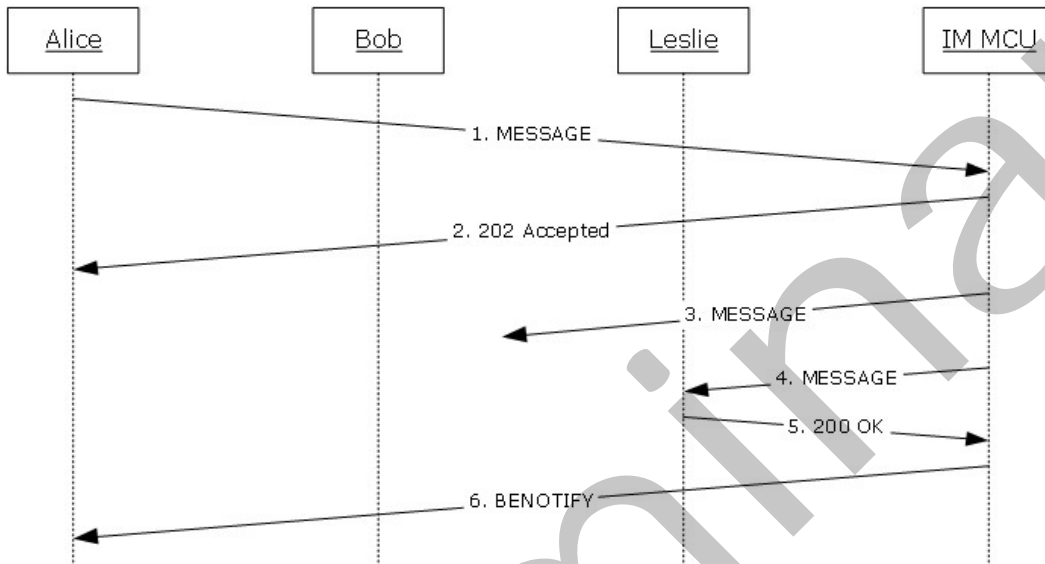 Alice
Bob
Leslie
IM MCU
1. MESSAGE
2. 202 Accepted
3. MESSAGE
4. MESSAGE
5. 200 OK
6. BENOTIFY
mina